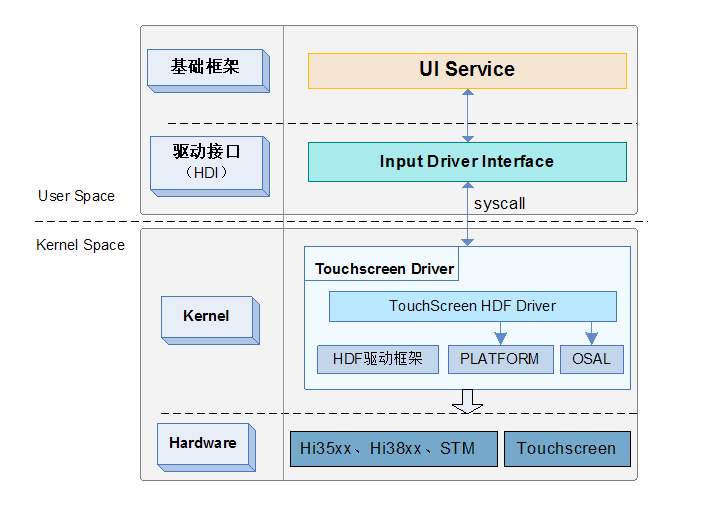 基础框架
UI Service
驱动接口
（HDI）
Input Driver Interface
User Space
syscall
Kernel Space
Touchscreen Driver
TouchScreen HDF Driver
Kernel
HDF驱动框架
PLATFORM
OSAL
Hardware
Hi35xx、Hi38xx、STM
Touchscreen